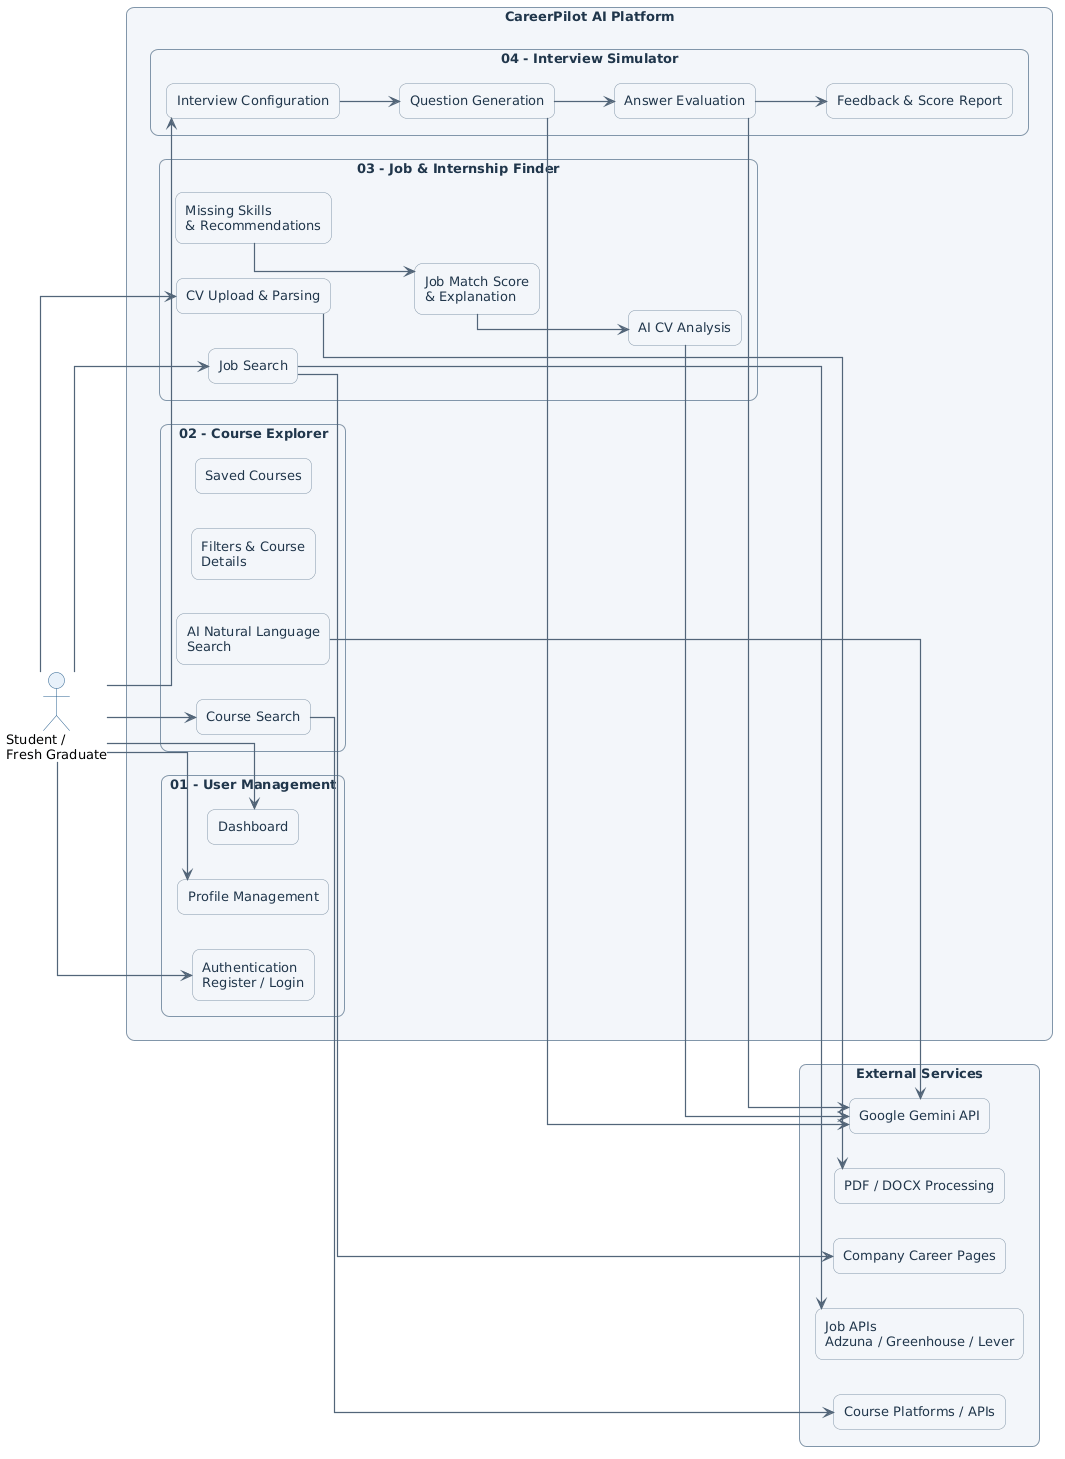 CareerPilot AI Platform
04 - Interview Simulator
Interview Configuration
Question Generation
Answer Evaluation
Feedback & Score Report
03 - Job & Internship Finder
Missing Skills
& Recommendations
Job Match Score
& Explanation
CV Upload & Parsing
AI CV Analysis
Job Search
02 - Course Explorer
Saved Courses
Filters & Course
Details
AI Natural Language
Search
Course Search
Student /
Fresh Graduate
01 - User Management
Dashboard
Profile Management
Authentication
Register / Login
External Services
Google Gemini API
PDF / DOCX Processing
Company Career Pages
Job APIs
Adzuna / Greenhouse / Lever
Course Platforms / APIs